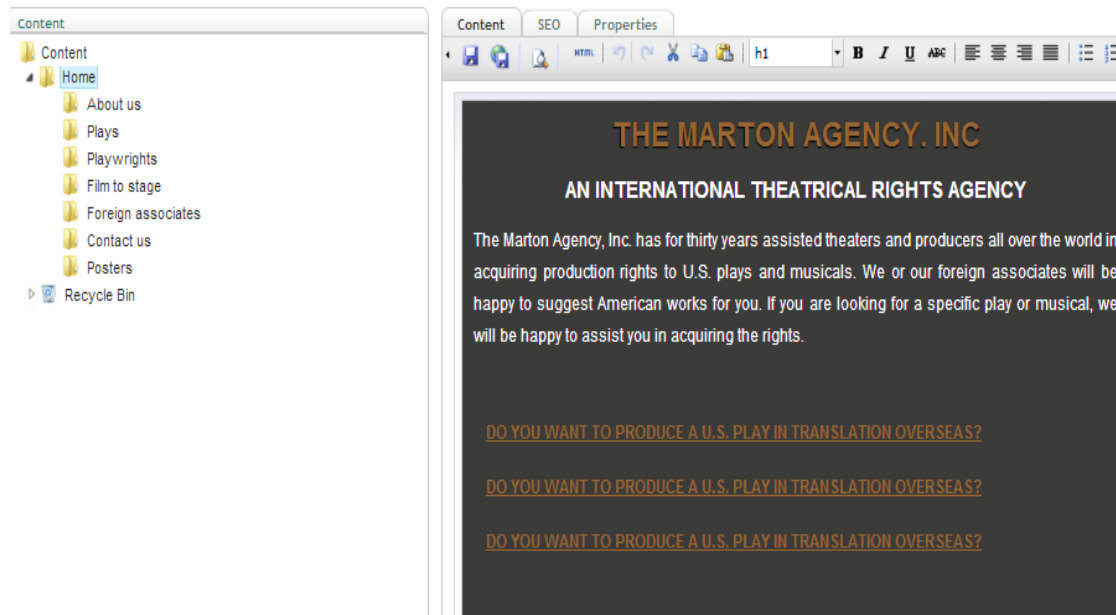 Content
Content
Home
About us
Plays
Playwrights
Film to stage
Foreign associates
Contact us
Posters
Recycle Bin
Content SEO Properties
HTML h1 B I U ABC
THE MARTON AGENCY, INC
AN INTERNATIONAL THEATRICAL RIGHTS AGENCY
The Marton Agency, Inc. has for thirty years assisted theaters and producers all over the world in
acquiring production rights to U.S. plays and musicals. We or our foreign associates will be
happy to suggest American works for you. If you are looking for a specific play or musical, we
will be happy to assist you in acquiring the rights.
DO YOU WANT TO PRODUCE A U.S. PLAY IN TRANSLATION OVERSEAS?
DO YOU WANT TO PRODUCE A U.S. PLAY IN TRANSLATION OVERSEAS?
DO YOU WANT TO PRODUCE A U.S. PLAY IN TRANSLATION OVERSEAS?